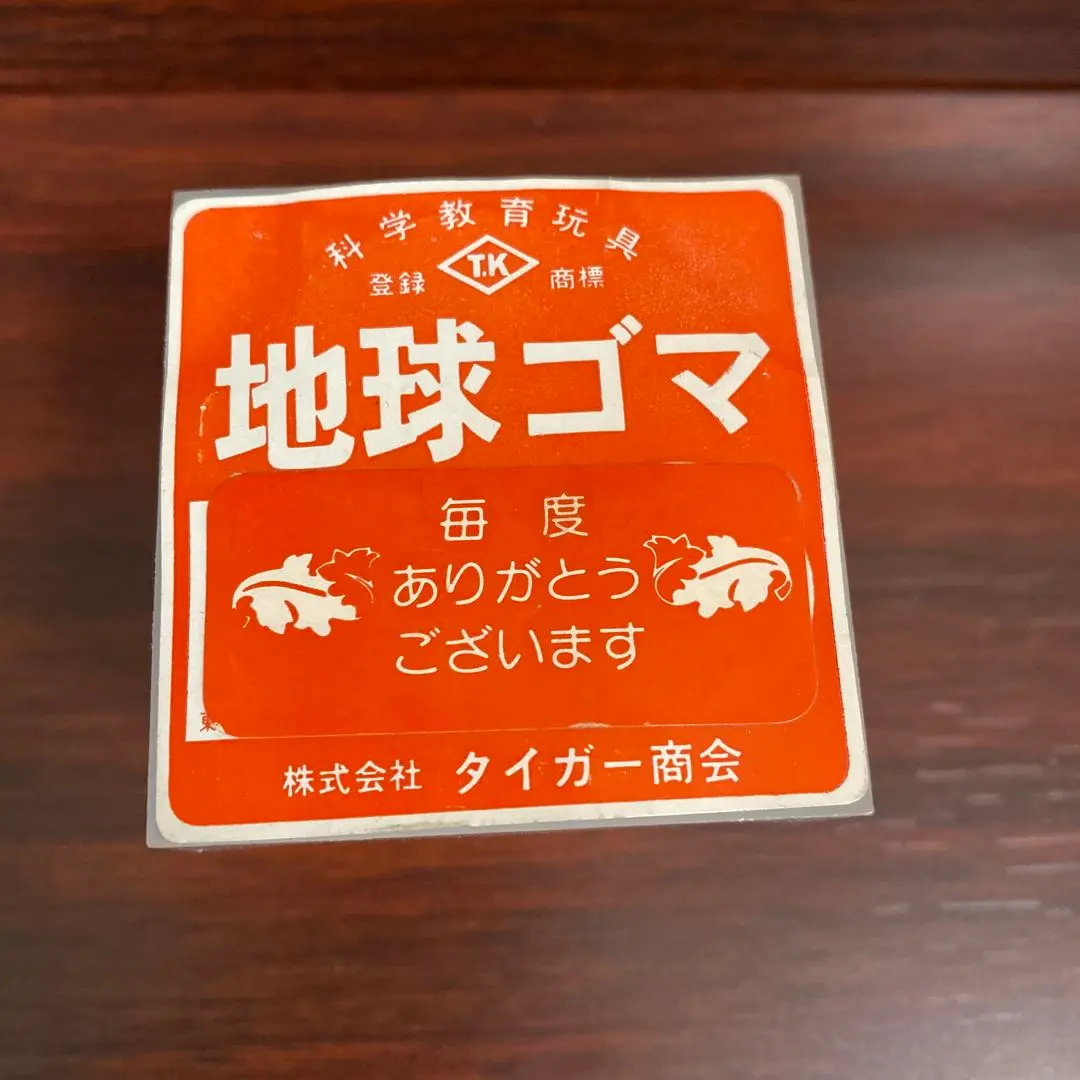 科学教育玩具
登録 T.K 商標
地球ゴマ
毎度
ありがとう
ございます
株式会社 タイガー商会